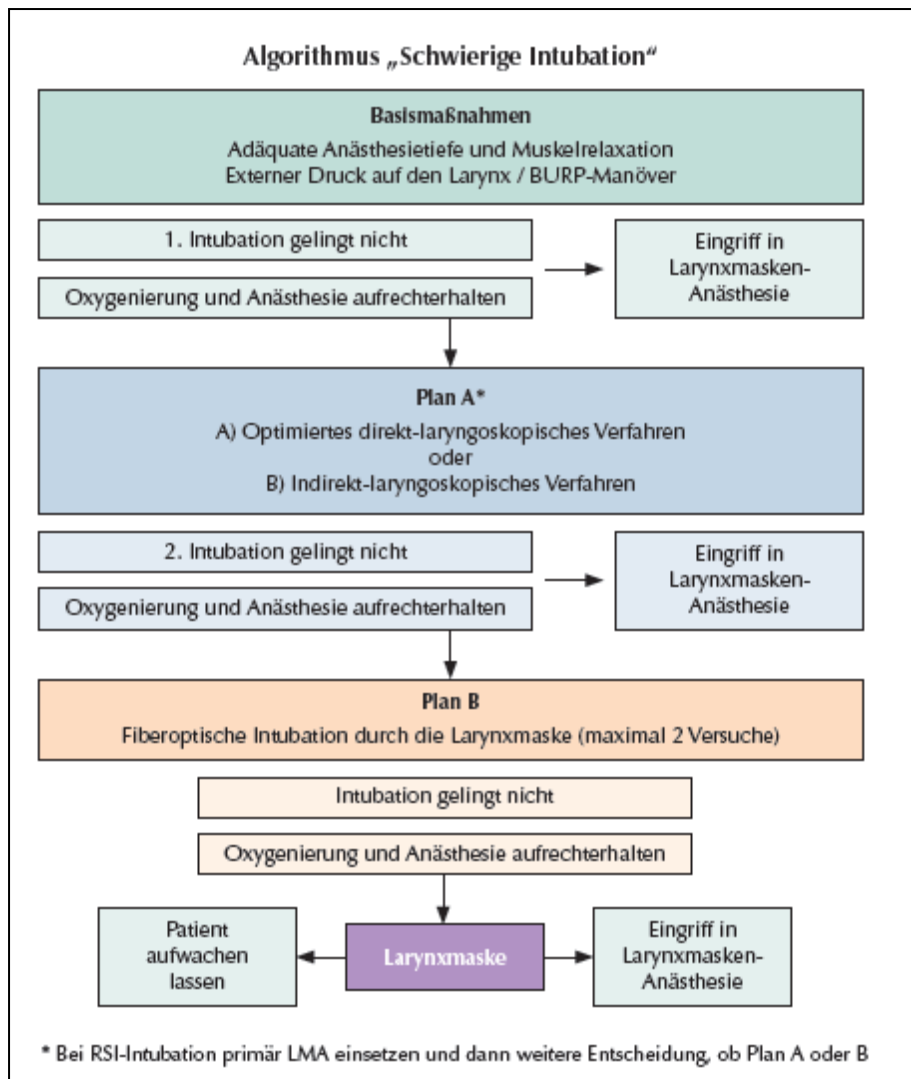 Algorithmus „Schwierige Intubation“
Basismaßnahmen
Adäquate Anästhesietiefe und Muskelrelaxation
Externer Druck auf den Larynx / BURP-Manöver
1. Intubation gelingt nicht
Oxygenierung und Anästhesie aufrechterhalten
Eingriff in
Larynxmasken-
Anästhesie
Plan A*
A) Optimiertes direkt-laryngoskopisches Verfahren
oder
B) Indirekt-laryngoskopisches Verfahren
2. Intubation gelingt nicht
Oxygenierung und Anästhesie aufrechterhalten
Eingriff in
Larynxmasken-
Anästhesie
Plan B
Fiberoptische Intubation durch die Larynxmaske (maximal 2 Versuche)
Intubation gelingt nicht
Oxygenierung und Anästhesie aufrechterhalten
Patient
aufwachen
lassen
Larynxmaske
Eingriff in
Larynxmasken-
Anästhesie
* Bei RSI-Intubation primär LMA einsetzen und dann weitere Entscheidung, ob Plan A oder B